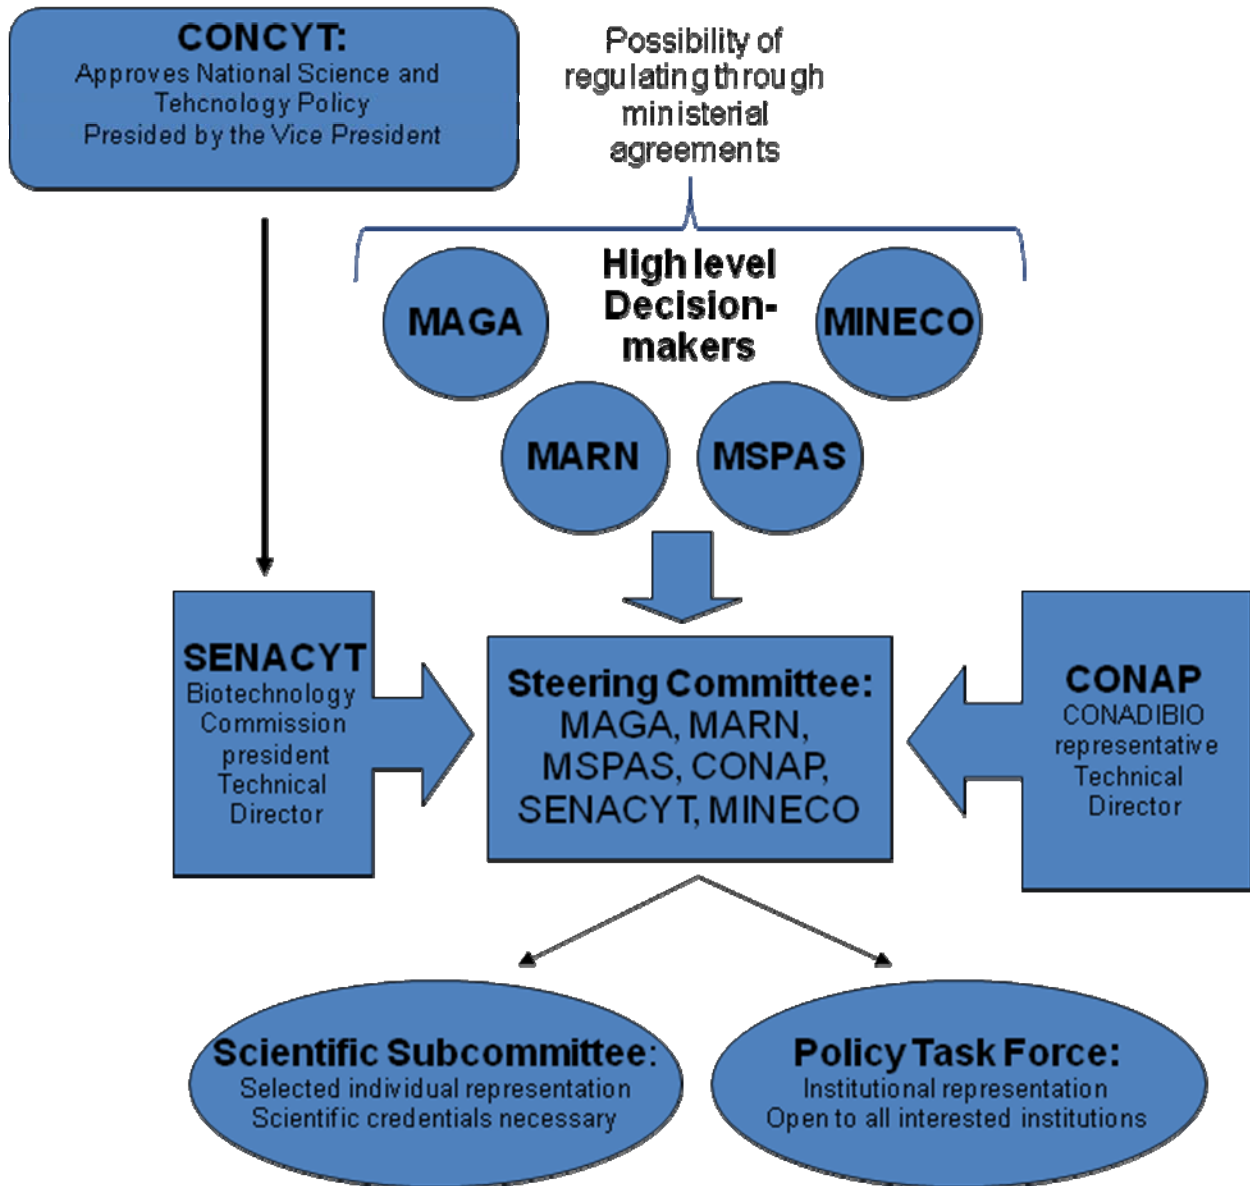 CONCYT:
Approves National Science and
Tehcnology Policy
Presided by the Vice President
Possibility of
regulating through
ministerial
agreements
High level
Decision-
makers
MAGA
MINECO
MARN
MSPAS
SENACYT
Biotechnology
Commission
president
Technical
Director
Steering Committee:
MAGA, MARN,
MSPAS, CONAP,
SENACYT, MINECO
CONAP
CONADIBIO
representative
Technical
Director
Scientific Subcommittee:
Selected individual representation
Scientific credentials necessary
Policy Task Force:
Institutional representation
Open to all interested institutions